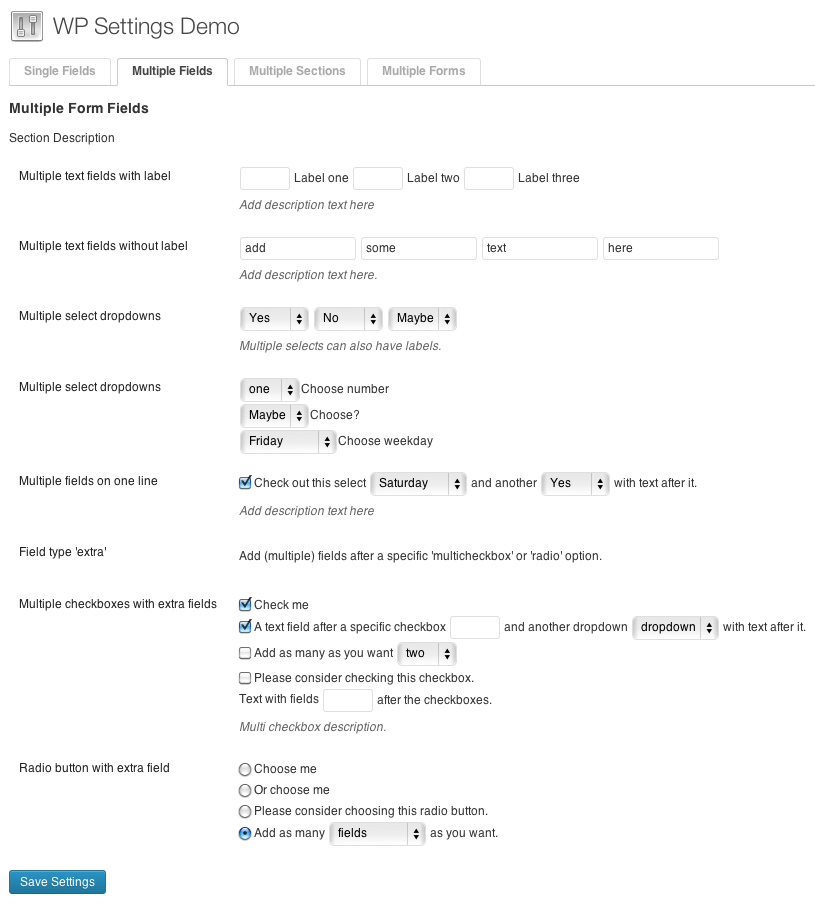 WP Settings Demo
Single Fields Multiple Fields Multiple Sections Multiple Forms
Multiple Form Fields
Section Description
Multiple text fields with label Label one Label two Label three
Add description text here
Multiple text fields without label add some text here
Add description text here.
Multiple select dropdowns Yes No Maybe
Multiple selects can also have labels.
Multiple select dropdowns one Choose number
Maybe Choose?
Friday Choose weekday
Multiple fields on one line Check out this select Saturday and another Yes with text after it.
Add description text here
Field type 'extra' Add (multiple) fields after a specific 'multicheckbox' or 'radio' option.
Multiple checkboxes with extra fields Check me
A text field after a specific checkbox and another dropdown dropdown with text after it.
Add as many as you want two
Please consider checking this checkbox.
Text with fields after the checkboxes.
Multi checkbox description.
Radio button with extra field Choose me
Or choose me
Please consider choosing this radio button.
Add as many fields as you want.
Save Settings